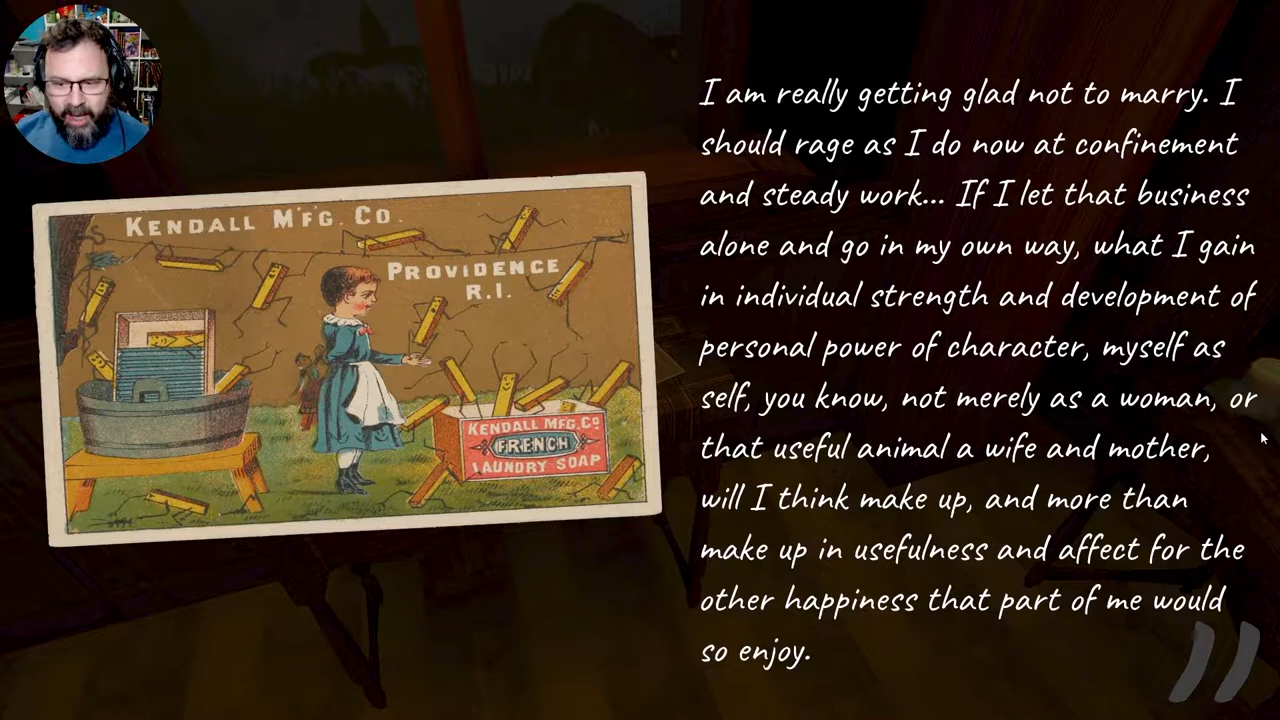 KENDALL M'F'G. CO.
PROVIDENCE
R.I.
KENDALL MFG. CO
FRENCH
LAUNDRY SOAP
I am really getting glad not to marry. I
should rage as I do now at confinement
and steady work... If I let that business
alone and go in my own way, what I gain
in individual strength and development of
personal power of character, myself as
self, you know, not merely as a woman, or
that useful animal a wife and mother,
will I think make up, and more than
make up in usefulness and affect for the
other happiness that part of me would
so enjoy.